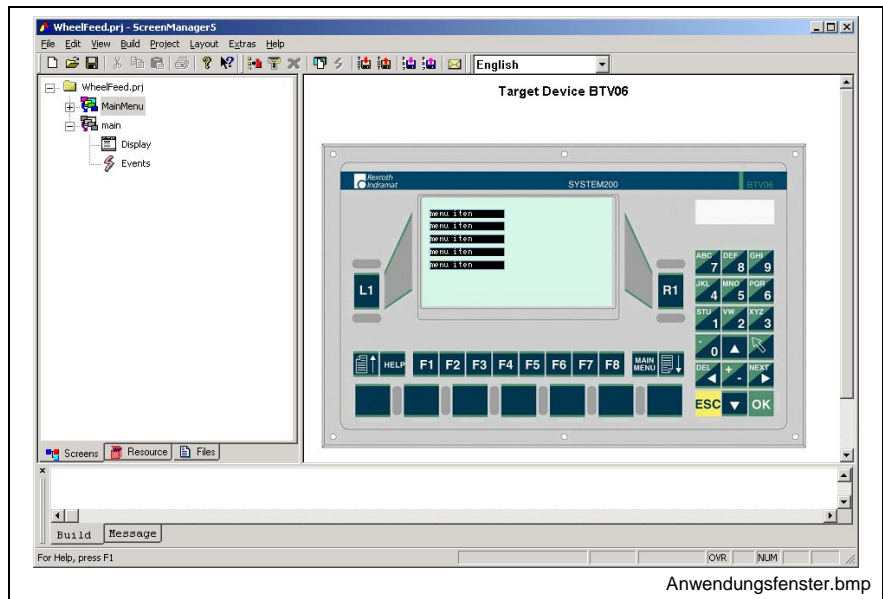 WheelFeed.prj - ScreenManager5
File Edit View Build Project Layout Extras Help
English
WheelFeed.prj
MainMenu
main
Display
Events
Screens Resource Files
Target Device BTV06
Rexroth
Indramat
SYSTEM200
BTV06
menu iten
menu iten
menu iten
menu iten
menu iten
L1
R1
ABC 7 DEF 8 GHI 9
JKL 4 MNO 5 PQR 6
STU 1 VW 2 XYZ 3
. 0
DEL + - NEXT
ESC OK
HELP F1 F2 F3 F4 F5 F6 F7 F8 MAIN MENU
Build Message
For Help, press F1
OVR NUM
Anwendungsfenster.bmp